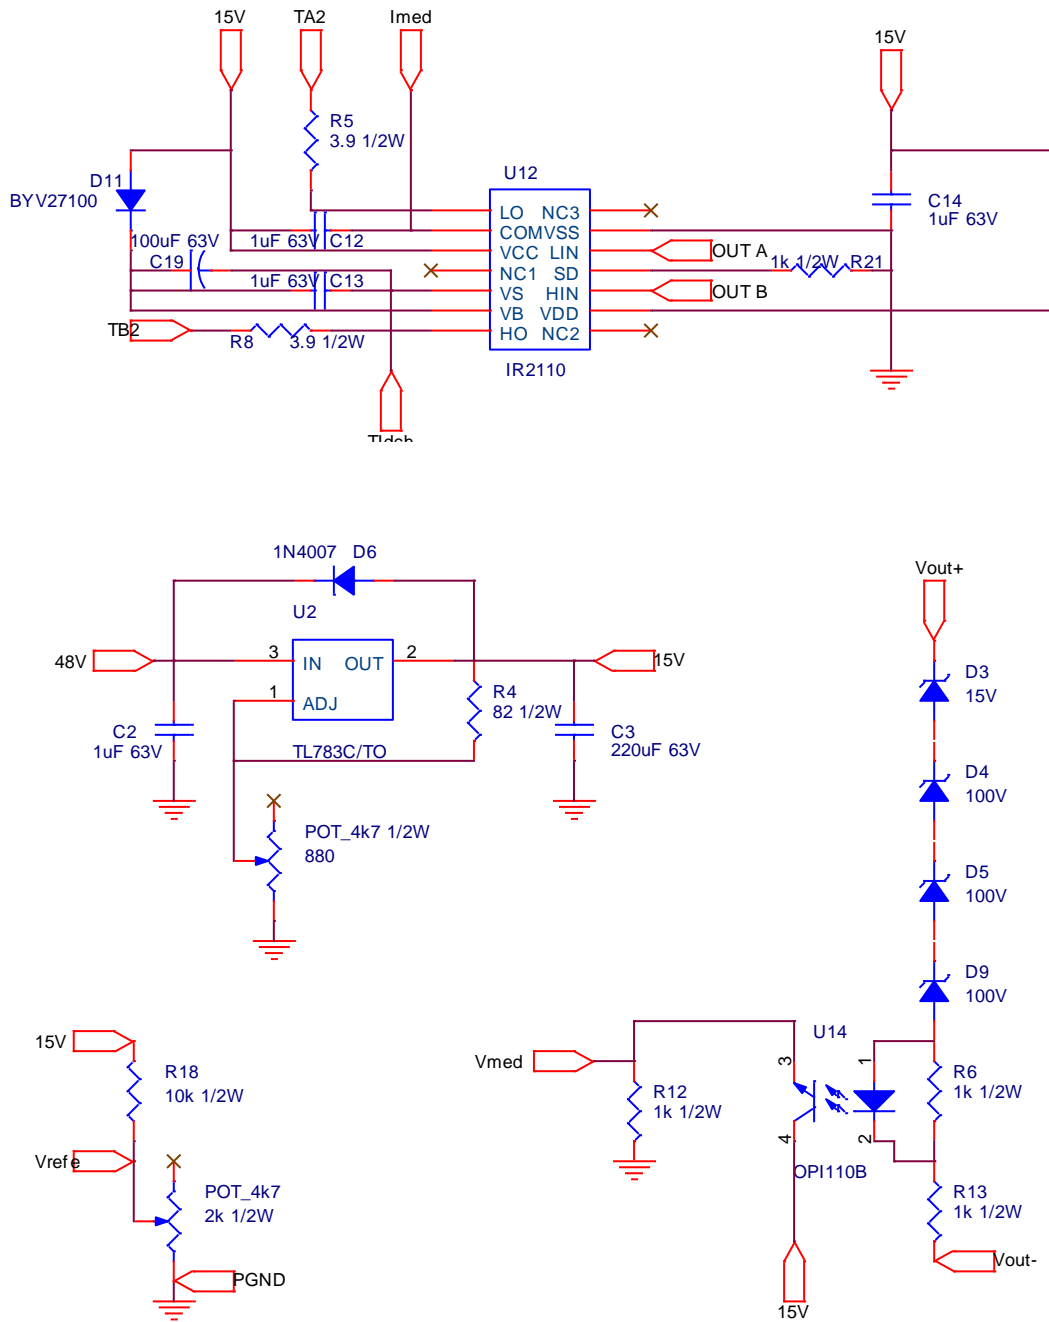 15V
TA2
Imed
15V
R5
3.9 1/2W
U12
D11
BYV27100
C14
1uF 63V
LO NC3
COM VSS
VCC LIN
NC1 SD
VS HIN
VB VDD
HO NC2
100uF 63V
C19
1uF 63V C12
1uF 63V C13
OUT A
1k 1/2W R21
OUT B
TB2
R8 3.9 1/2W
IR2110
1N4007 D6
U2
48V
3
IN OUT
2
15V
1
ADJ
R4
82 1/2W
C2
1uF 63V
C3
220uF 63V
TL783C/TO
POT_4k7 1/2W
880
Vout+
D3
15V
D4
100V
D5
100V
D9
100V
15V
R18
10k 1/2W
Vrefe
POT_4k7
2k 1/2W
PGND
U14
Vmed
3
1
R12
1k 1/2W
R6
1k 1/2W
4
2
OPI110B
R13
1k 1/2W
Vout-
15V